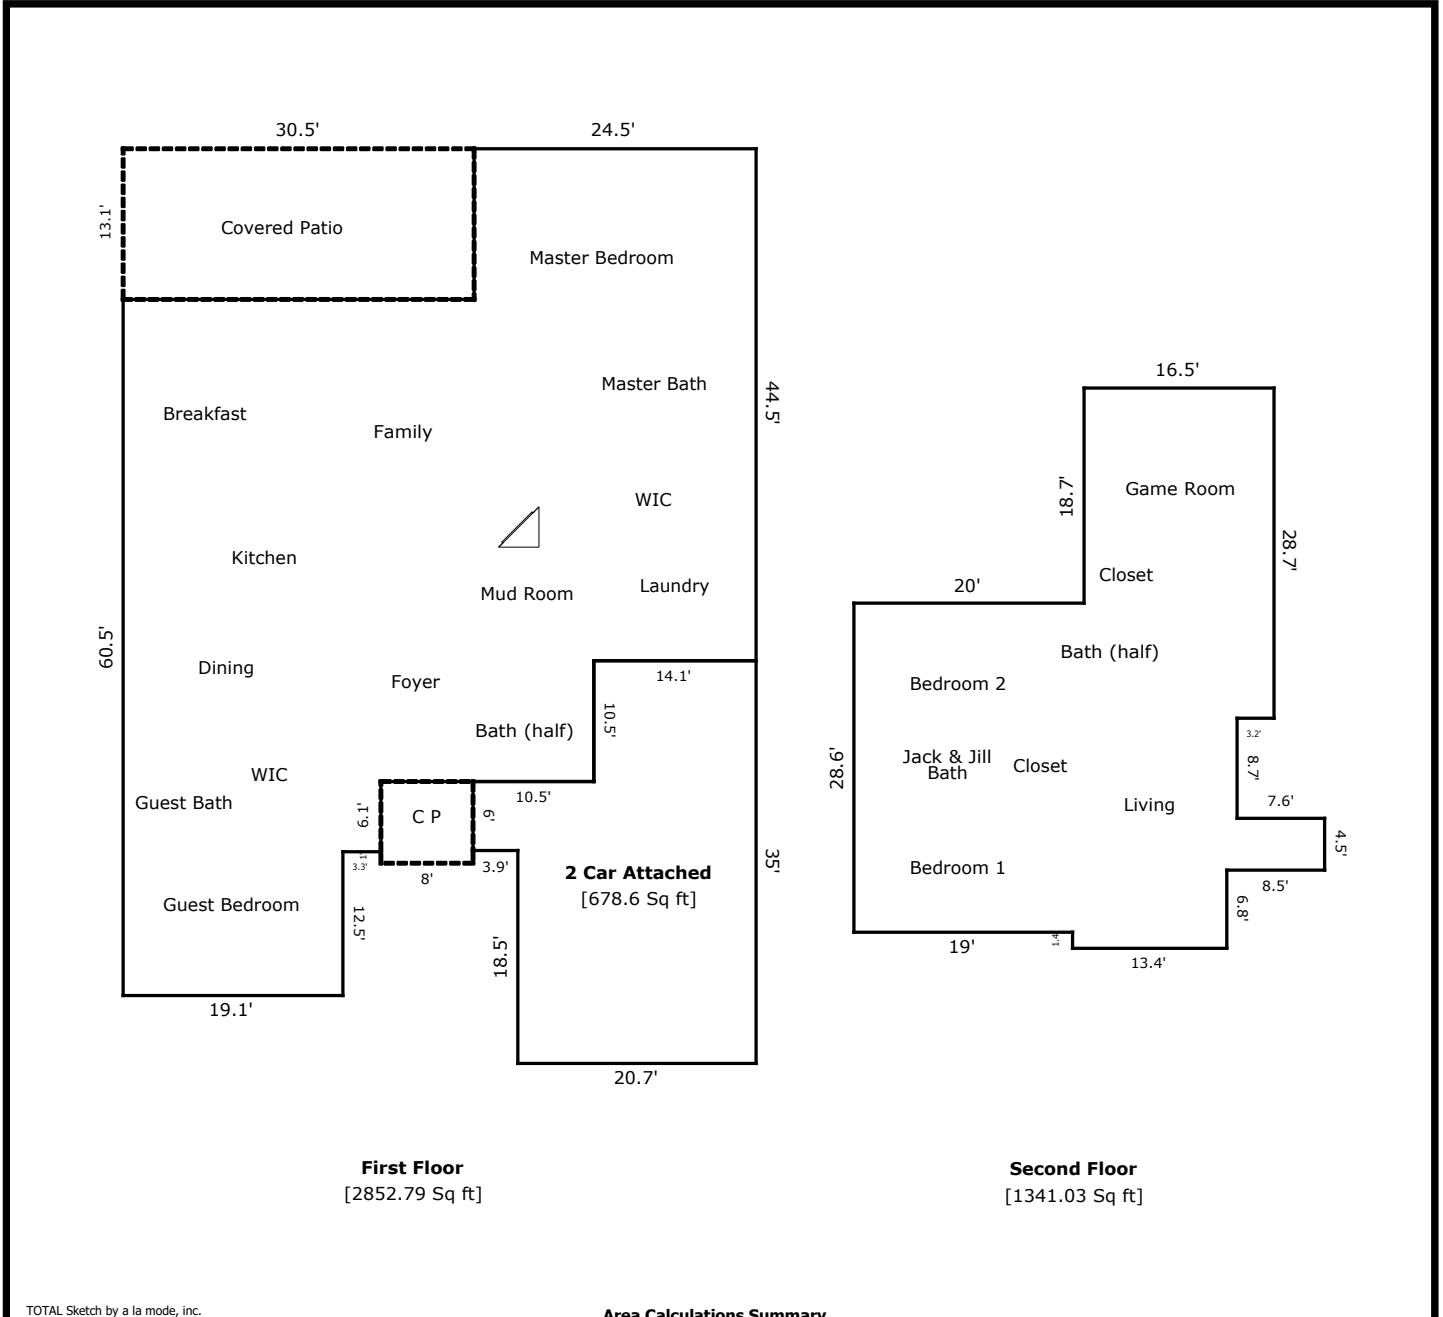 30.5'
24.5'
13.1'
Covered Patio
Master Bedroom
44.5'
Master Bath
Breakfast
Family
WIC
Kitchen
Mud Room
Laundry
60.5'
Dining
Foyer
14.1'
10.5'
Bath (half)
WIC
Guest Bath
10.5'
6.1'
C P
6'
1'
3.3'
8'
3.9'
2 Car Attached
[678.6 Sq ft]
35'
Guest Bedroom
12.5'
18.5'
19.1'
20.7'
First Floor
[2852.79 Sq ft]
16.5'
18.7'
Game Room
28.7'
Closet
20'
Bath (half)
Bedroom 2
3.2'
28.6'
Jack & Jill
Bath
Closet
8.7'
Living
7.6'
4.5'
Bedroom 1
8.5'
6.8'
19'
1.4'
13.4'
Second Floor
[1341.03 Sq ft]
TOTAL Sketch by a la mode, inc.
Area Calculations Summary